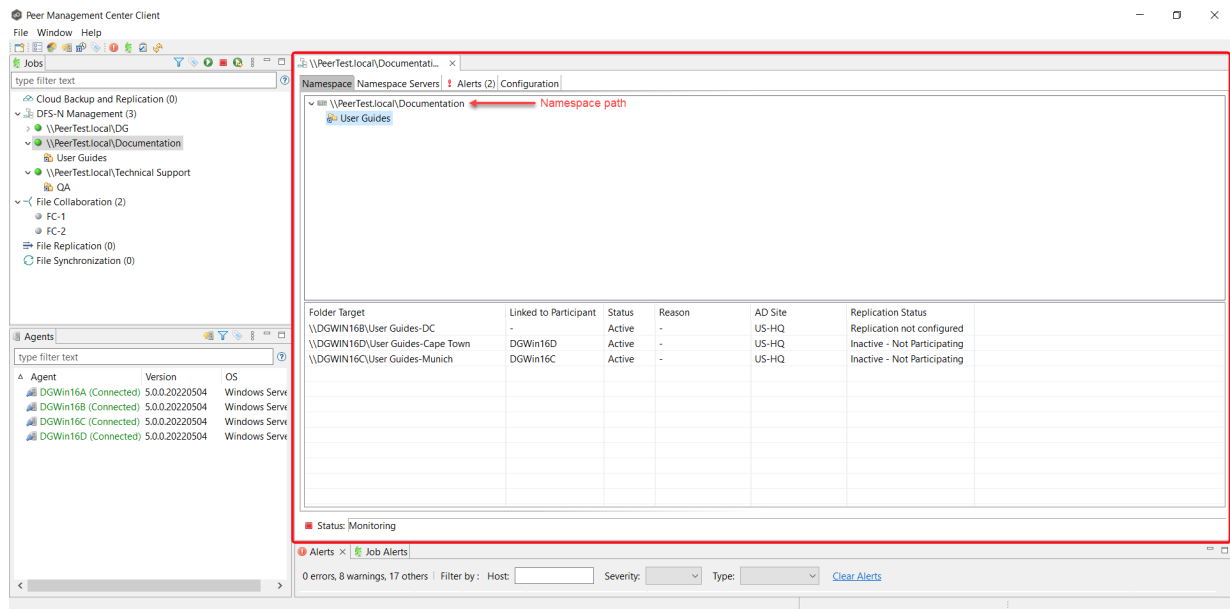 Peer Management Center Client
File Window Help
Jobs
type filter text
Cloud Backup and Replication (0)
DFS-N Management (3)
\\PeerTest.local\DG
\\PeerTest.local\Documentation
User Guides
\\PeerTest.local\Technical Support
QA
File Collaboration (2)
FC-1
FC-2
File Replication (0)
File Synchronization (0)
Agents
type filter text
Agent Version OS
DGWin16A (Connected) 5.0.0.20220504 Windows Serve
DGWin16B (Connected) 5.0.0.20220504 Windows Serve
DGWin16C (Connected) 5.0.0.20220504 Windows Serve
DGWin16D (Connected) 5.0.0.20220504 Windows Serve
\\PeerTest.local\Documentati...
Namespace Namespace Servers Alerts (2) Configuration
\\PeerTest.local\Documentation Namespace path
User Guides
Folder Target Linked to Participant Status Reason AD Site Replication Status
\\DGWIN16B\User Guides-DC - Active - US-HQ Replication not configured
\\DGWIN16D\User Guides-Cape Town DGWin16D Active - US-HQ Inactive - Not Participating
\\DGWIN16C\User Guides-Munich DGWin16C Active - US-HQ Inactive - Not Participating
Status: Monitoring
Alerts Job Alerts
0 errors, 8 warnings, 17 others Filter by : Host: Severity: Type: Clear Alerts